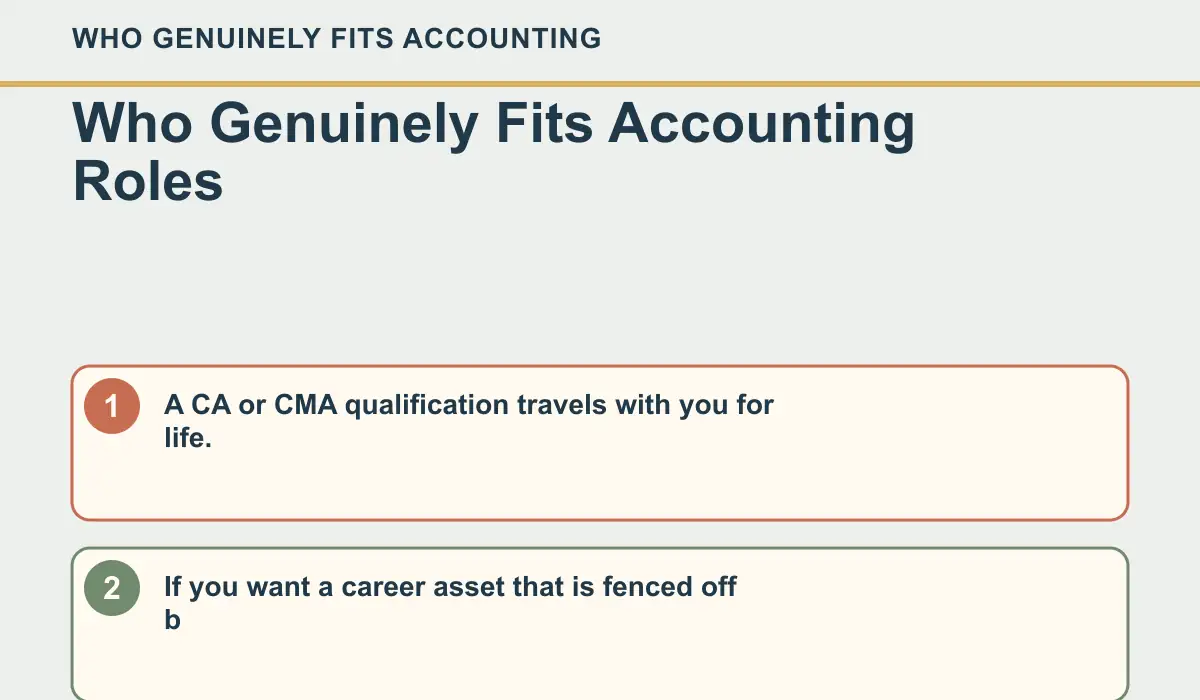 WHO GENUINELY FITS ACCOUNTING
Who Genuinely Fits Accounting
Roles
1
A CA or CMA qualification travels with you for
life.
2
If you want a career asset that is fenced off
b